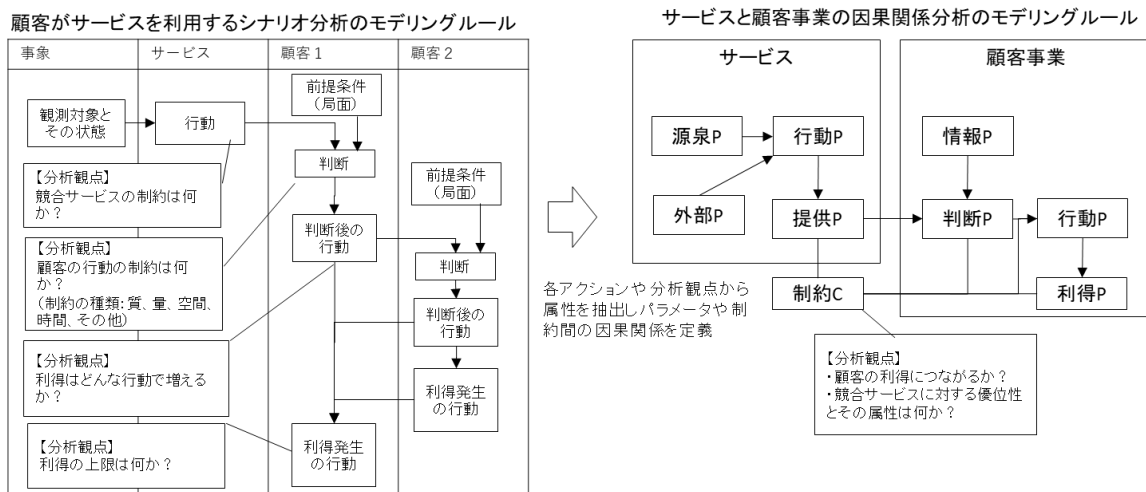 顧客がサービスを利用するシナリオ分析のモデリングルール
事象
サービス
顧客１
顧客２
前提条件
(局面)
観測対象と
その状態
行動
判断
【分析観点】
競合サービスの制約は何
か？
前提条件
(局面)
判断後の
行動
【分析観点】
顧客の行動の制約は何
か？
(制約の種類:質、量、空間、
時間、その他)
判断
判断後の
行動
【分析観点】
利得はどんな行動で増える
か？
利得発生
の行動
【分析観点】
利得の上限は何か？
利得発生
の行動
各アクションや分析観点から
属性を抽出しパラメータや制
約間の因果関係を定義
サービスと顧客事業の因果関係分析のモデリングルール
サービス
顧客事業
源泉P
行動P
情報P
外部P
提供P
判断P
行動P
制約C
利得P
【分析観点】
・顧客の利得につながるか？
・競合サービスに対する優位性
とその属性は何か？